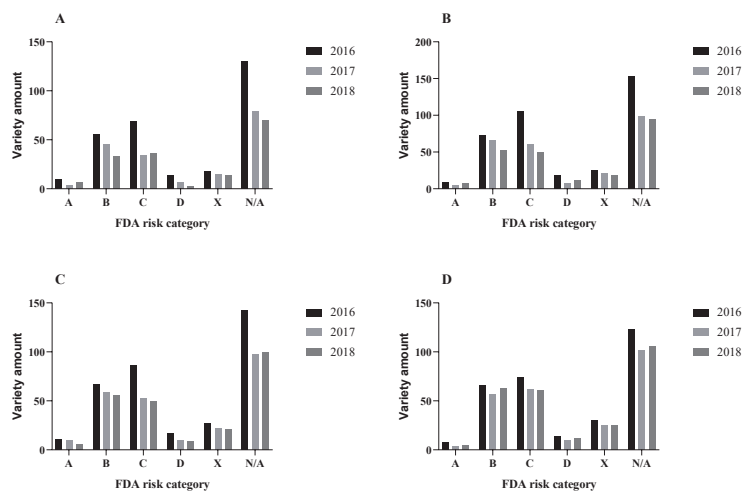 A
Variety amount
150
100
50
0
A B C D X N/A
FDA risk category
2016
2017
2018
B
Variety amount
200
150
100
50
0
A B C D X N/A
FDA risk category
2016
2017
2018
C
Variety amount
150
100
50
0
A B C D X N/A
FDA risk category
2016
2017
2018
D
Variety amount
150
100
50
0
A B C D X N/A
FDA risk category
2016
2017
2018